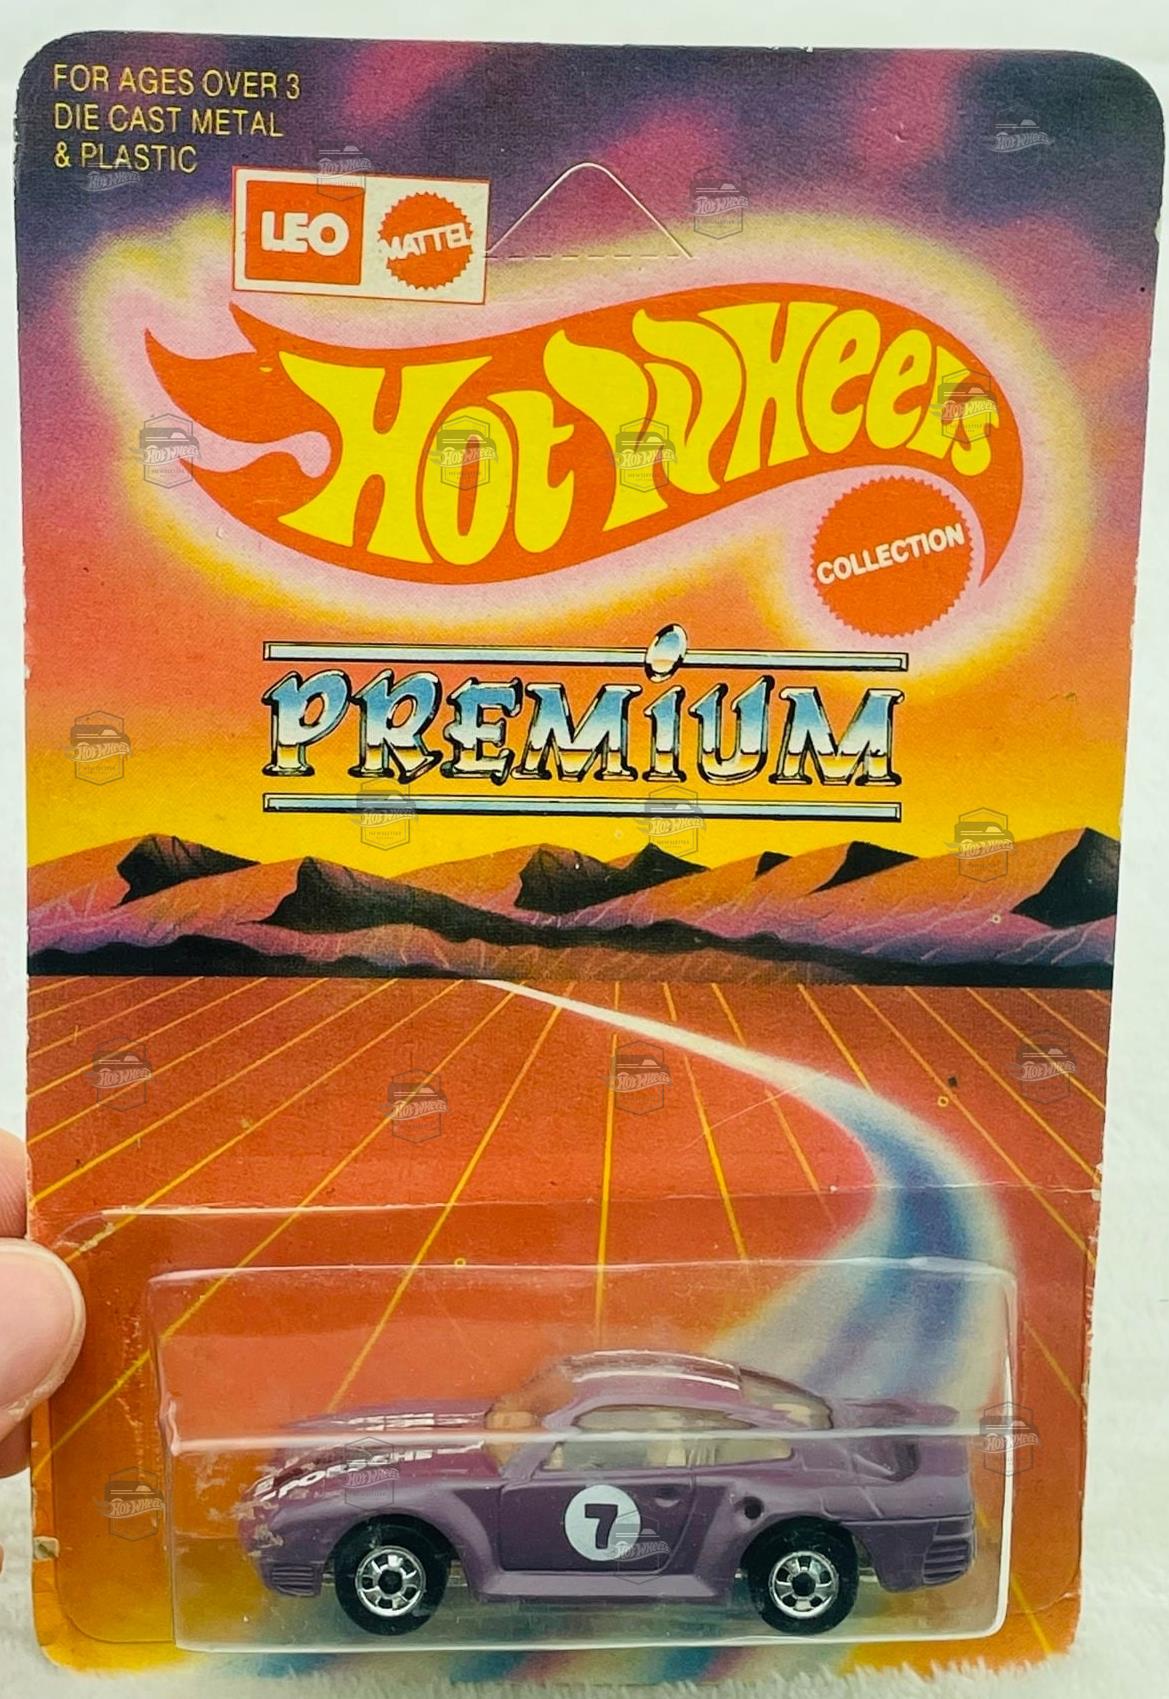 FOR AGES OVER 3
DIE CAST METAL
& PLASTIC
LEO
MATTEL
HOT WHEELS
COLLECTION
PREMiUM
PORSCHE
7